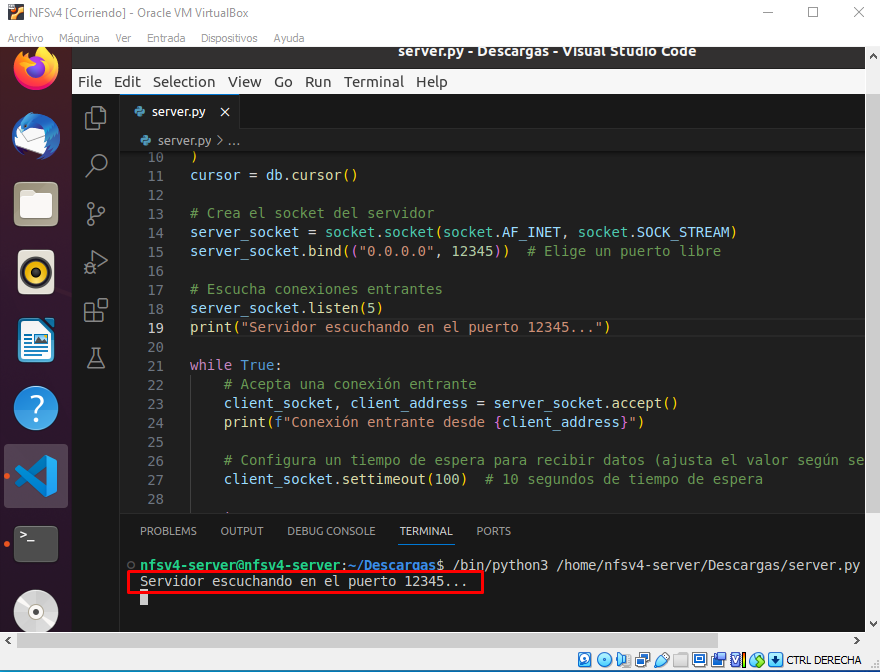 NFSv4 [Corriendo] - Oracle VM VirtualBox
Archivo Máquina Ver Entrada Dispositivos Ayuda
server.py - Descargas - Visual Studio Code
File Edit Selection View Go Run Terminal Help
server.py
server.py > ...
10 )
11 cursor = db.cursor()
12
13 # Crea el socket del servidor
14 server_socket = socket.socket(socket.AF_INET, socket.SOCK_STREAM)
15 server_socket.bind(("0.0.0.0", 12345)) # Elige un puerto libre
16
17 # Escucha conexiones entrantes
18 server_socket.listen(5)
19 print("Servidor escuchando en el puerto 12345...")
20
21 while True:
22 # Acepta una conexión entrante
23 client_socket, client_address = server_socket.accept()
24 print(f"Conexión entrante desde {client_address}")
25
26 # Configura un tiempo de espera para recibir datos (ajusta el valor según se
27 client_socket.settimeout(100) # 10 segundos de tiempo de espera
28
PROBLEMS OUTPUT DEBUG CONSOLE TERMINAL PORTS
nfsv4-server@nfsv4-server:~/Descargas$ /bin/python3 /home/nfsv4-server/Descargas/server.py
Servidor escuchando en el puerto 12345...
CTRL DERECHA